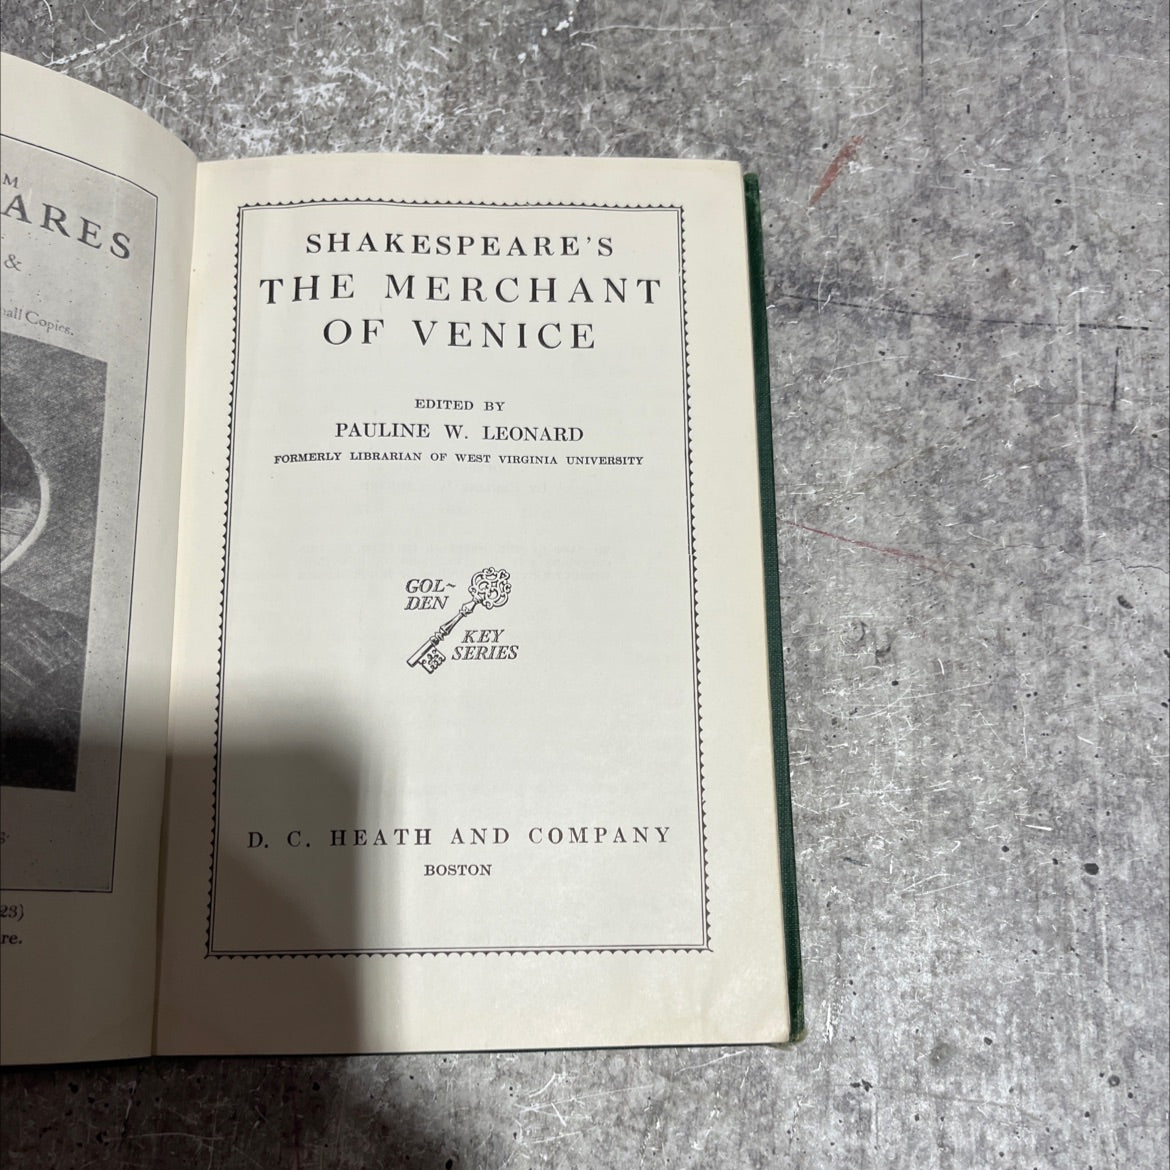 M
ARES
&
all Copies.
23)
re.
SHAKESPEARE'S
THE MERCHANT
OF VENICE
EDITED BY
PAULINE W. LEONARD
FORMERLY LIBRARIAN OF WEST VIRGINIA UNIVERSITY
GOL~
DEN
KEY
SERIES
D. C. HEATH AND COMPANY
BOSTON